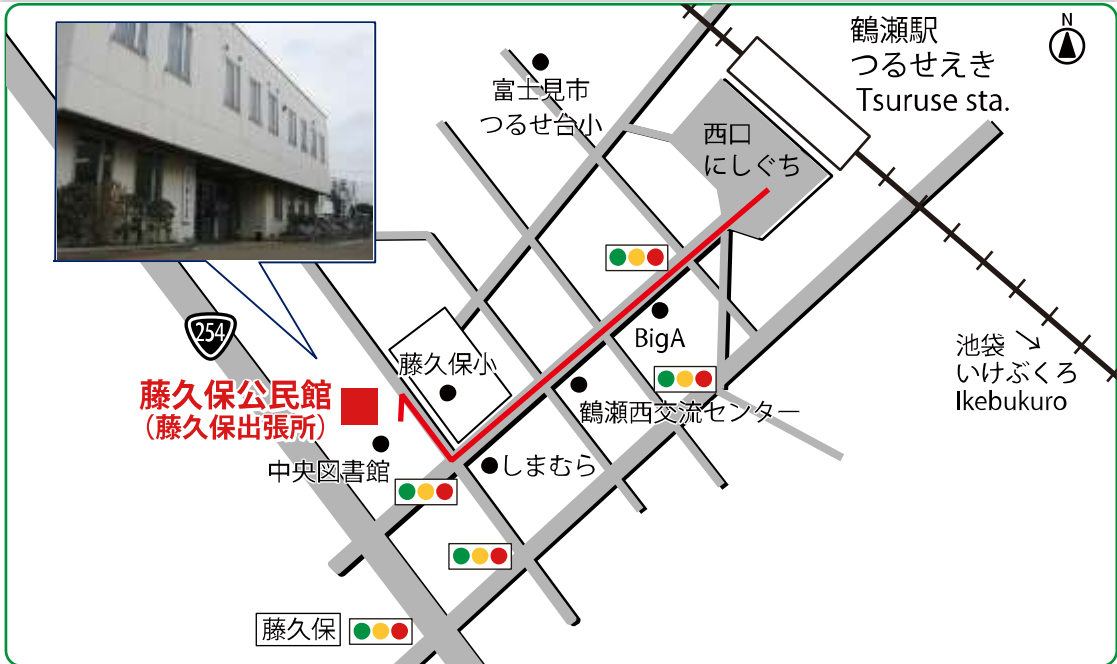 鶴瀬駅
つるせえき
Tsuruse sta.
N
富士見市
つるせ台小
西口
にしぐち
254
BigA
池袋
いけぶくろ
Ikebukuro
藤久保小
藤久保公民館
(藤久保出張所)
鶴瀬西交流センター
中央図書館
しまむら
藤久保